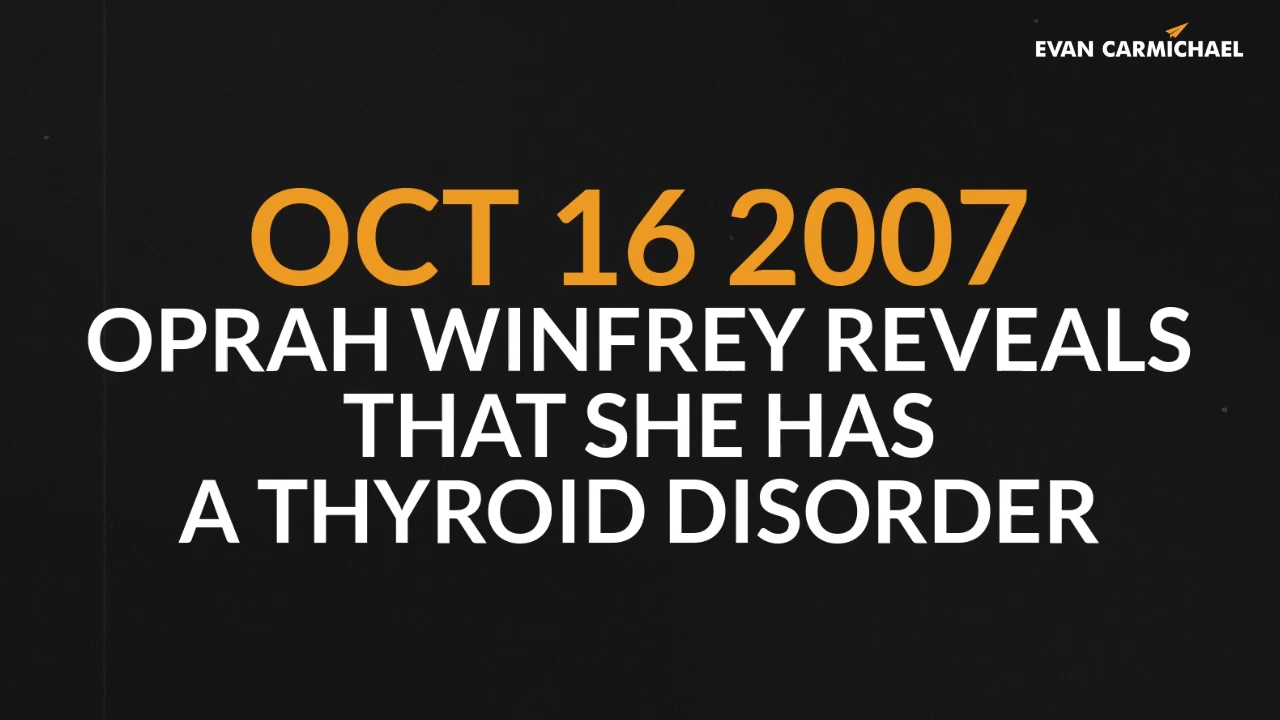 EVAN CARMICHAEL
OCT 16 2007
OPRAH WINFREY REVEALS
THAT SHE HAS
A THYROID DISORDER